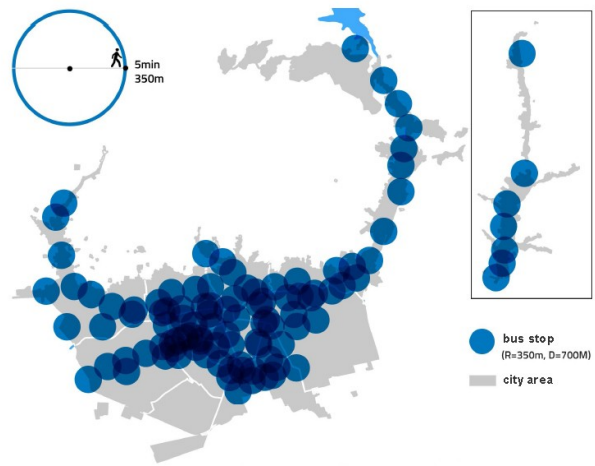 5min
350m
bus stop
(R=350m, D=700M)
city area